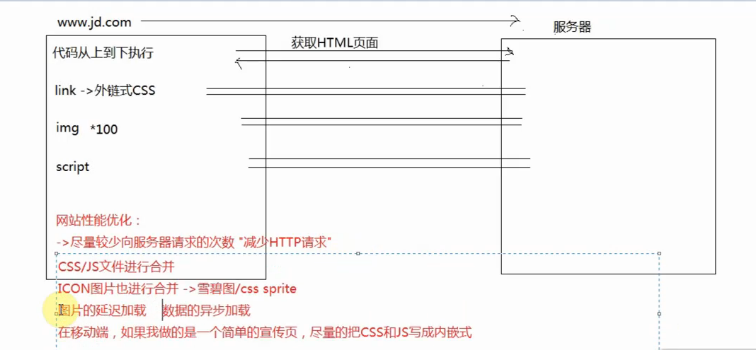 www.jd.com
服务器
获取HTML页面
代码从上到下执行
link ->外链式CSS
img *100
script
网站性能优化：
->尽量较少向服务器请求的次数 "减少HTTP请求"
CSS/JS文件进行合并
ICON图片也进行合并 ->雪碧图/css sprite
图片的延迟加载 数据的异步加载
在移动端，如果我做的是一个简单的宣传页，尽量的把CSS和JS写成内嵌式